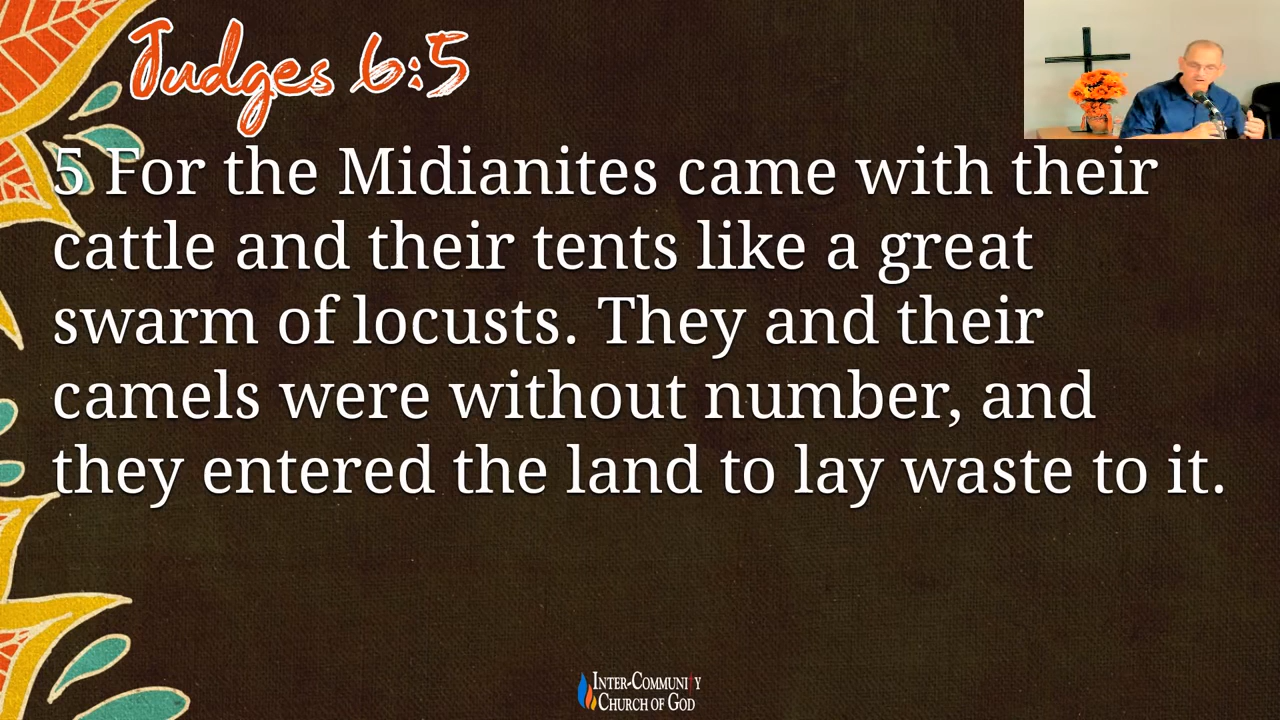 Judges 6:5
5 For the Midianites came with their
cattle and their tents like a great
swarm of locusts. They and their
camels were without number, and
they entered the land to lay waste to it.
Inter-Community
Church of God